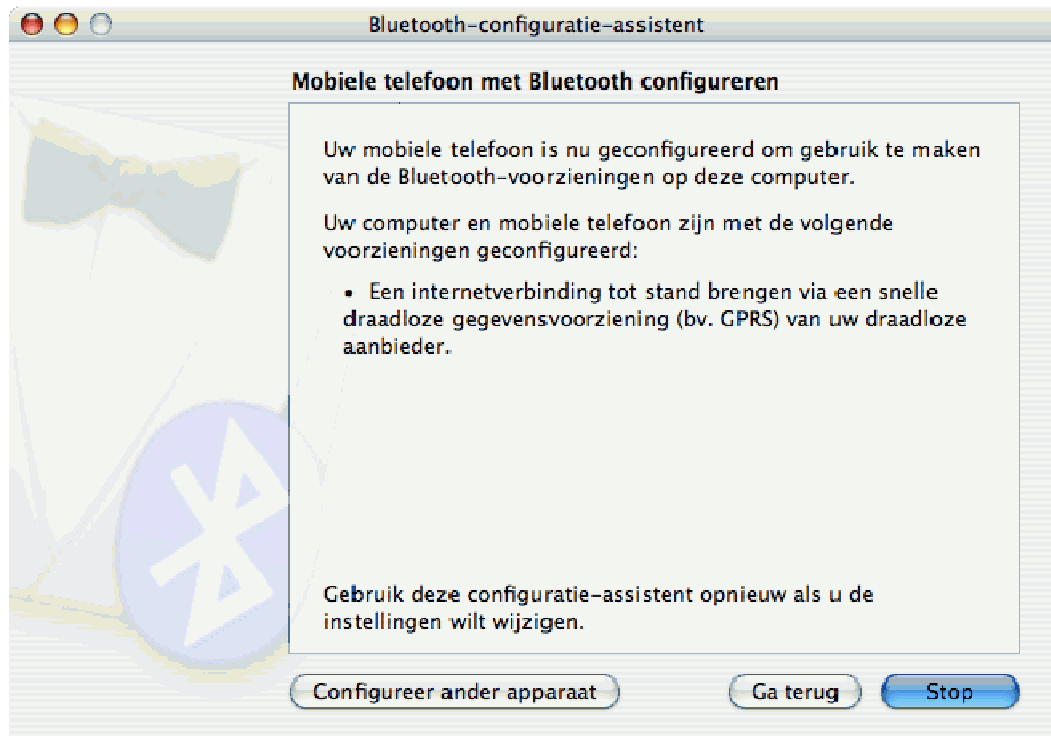 Bluetooth-configuratie-assistent
Mobiele telefoon met Bluetooth configureren
Uw mobiele telefoon is nu geconfigureerd om gebruik te maken
van de Bluetooth-voorzieningen op deze computer.
Uw computer en mobiele telefoon zijn met de volgende
voorzieningen geconfigureerd:
• Een internetverbinding tot stand brengen via een snelle
draadloze gegevensvoorziening (bv. GPRS) van uw draadloze
aanbieder.
Gebruik deze configuratie-assistent opnieuw als u de
instellingen wilt wijzigen.
Configureer ander apparaat Ga terug Stop